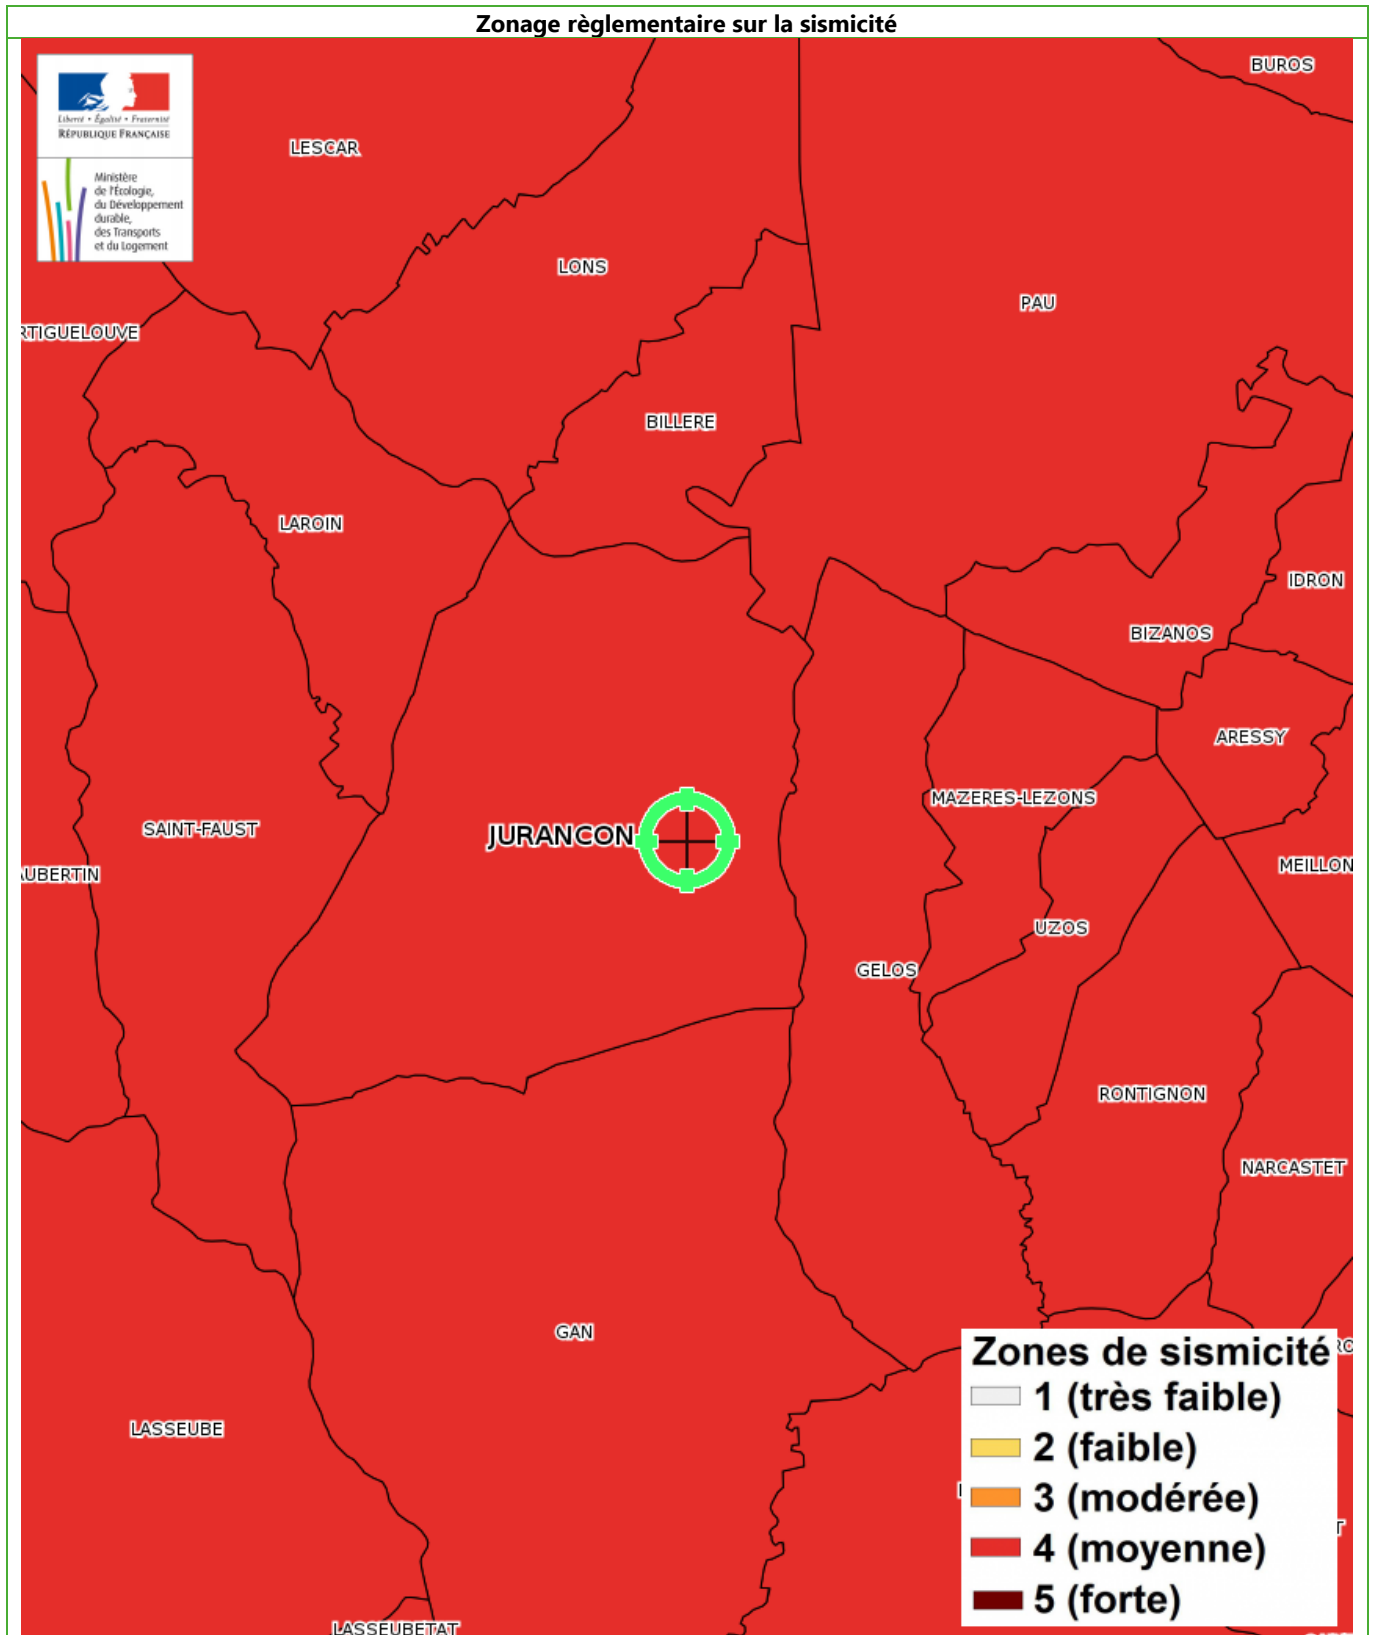 Zonage règlementaire sur la sismicité
Liberté • Égalité • Fraternité
RÉPUBLIQUE FRANÇAISE
Ministère
de l'Écologie,
du Développement
durable,
des Transports
et du Logement
BUROS
LESCAR
LONS
PAU
RTIGUELOUVE
BILLERE
LAROIN
IDRON
BIZANOS
ARESSY
MAZERES-LEZONS
SAINT-FAUST
JURANCON
AUBERTIN
MEILLON
UZOS
GELOS
RONTIGNON
NARCASTET
GAN
LASSEUBE
LASSEUBETAT
Zones de sismicité
1 (très faible)
2 (faible)
3 (modérée)
4 (moyenne)
5 (forte)